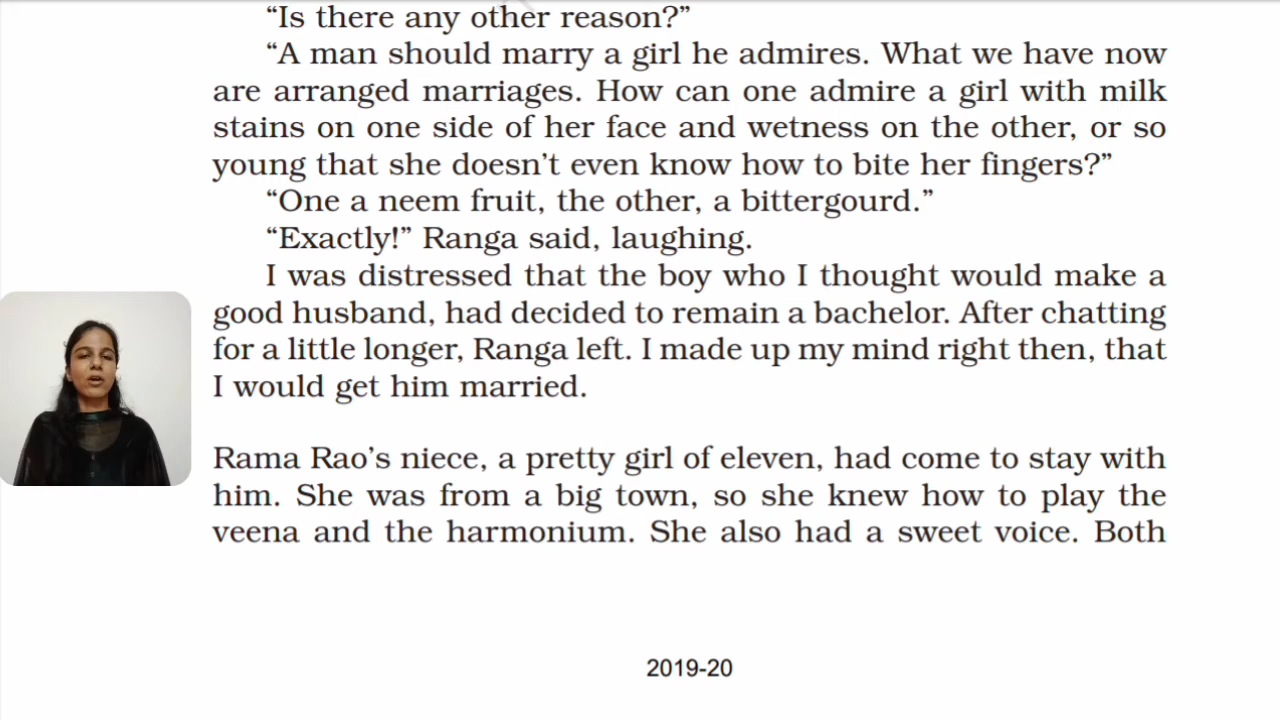 “Is there any other reason?”
“A man should marry a girl he admires. What we have now
are arranged marriages. How can one admire a girl with milk
stains on one side of her face and wetness on the other, or so
young that she doesn’t even know how to bite her fingers?”
“One a neem fruit, the other, a bittergourd.”
“Exactly!” Ranga said, laughing.
I was distressed that the boy who I thought would make a
good husband, had decided to remain a bachelor. After chatting
for a little longer, Ranga left. I made up my mind right then, that
I would get him married.
Rama Rao’s niece, a pretty girl of eleven, had come to stay with
him. She was from a big town, so she knew how to play the
veena and the harmonium. She also had a sweet voice. Both
2019-20